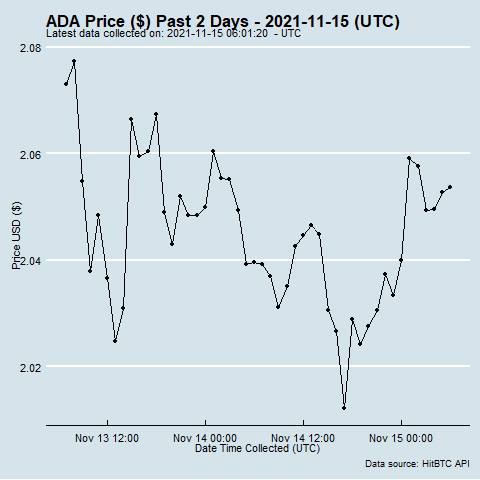 ADA Price ($) Past 2 Days - 2021-11-15 (UTC)
Latest data collected on: 2021-11-15 06:01:20  - UTC
2.08
2.06
2.04
2.02
Price USD ($)
Nov 13 12:00 Nov 14 00:00 Nov 14 12:00 Nov 15 00:00
Date Time Collected (UTC)
Data source: HitBTC API